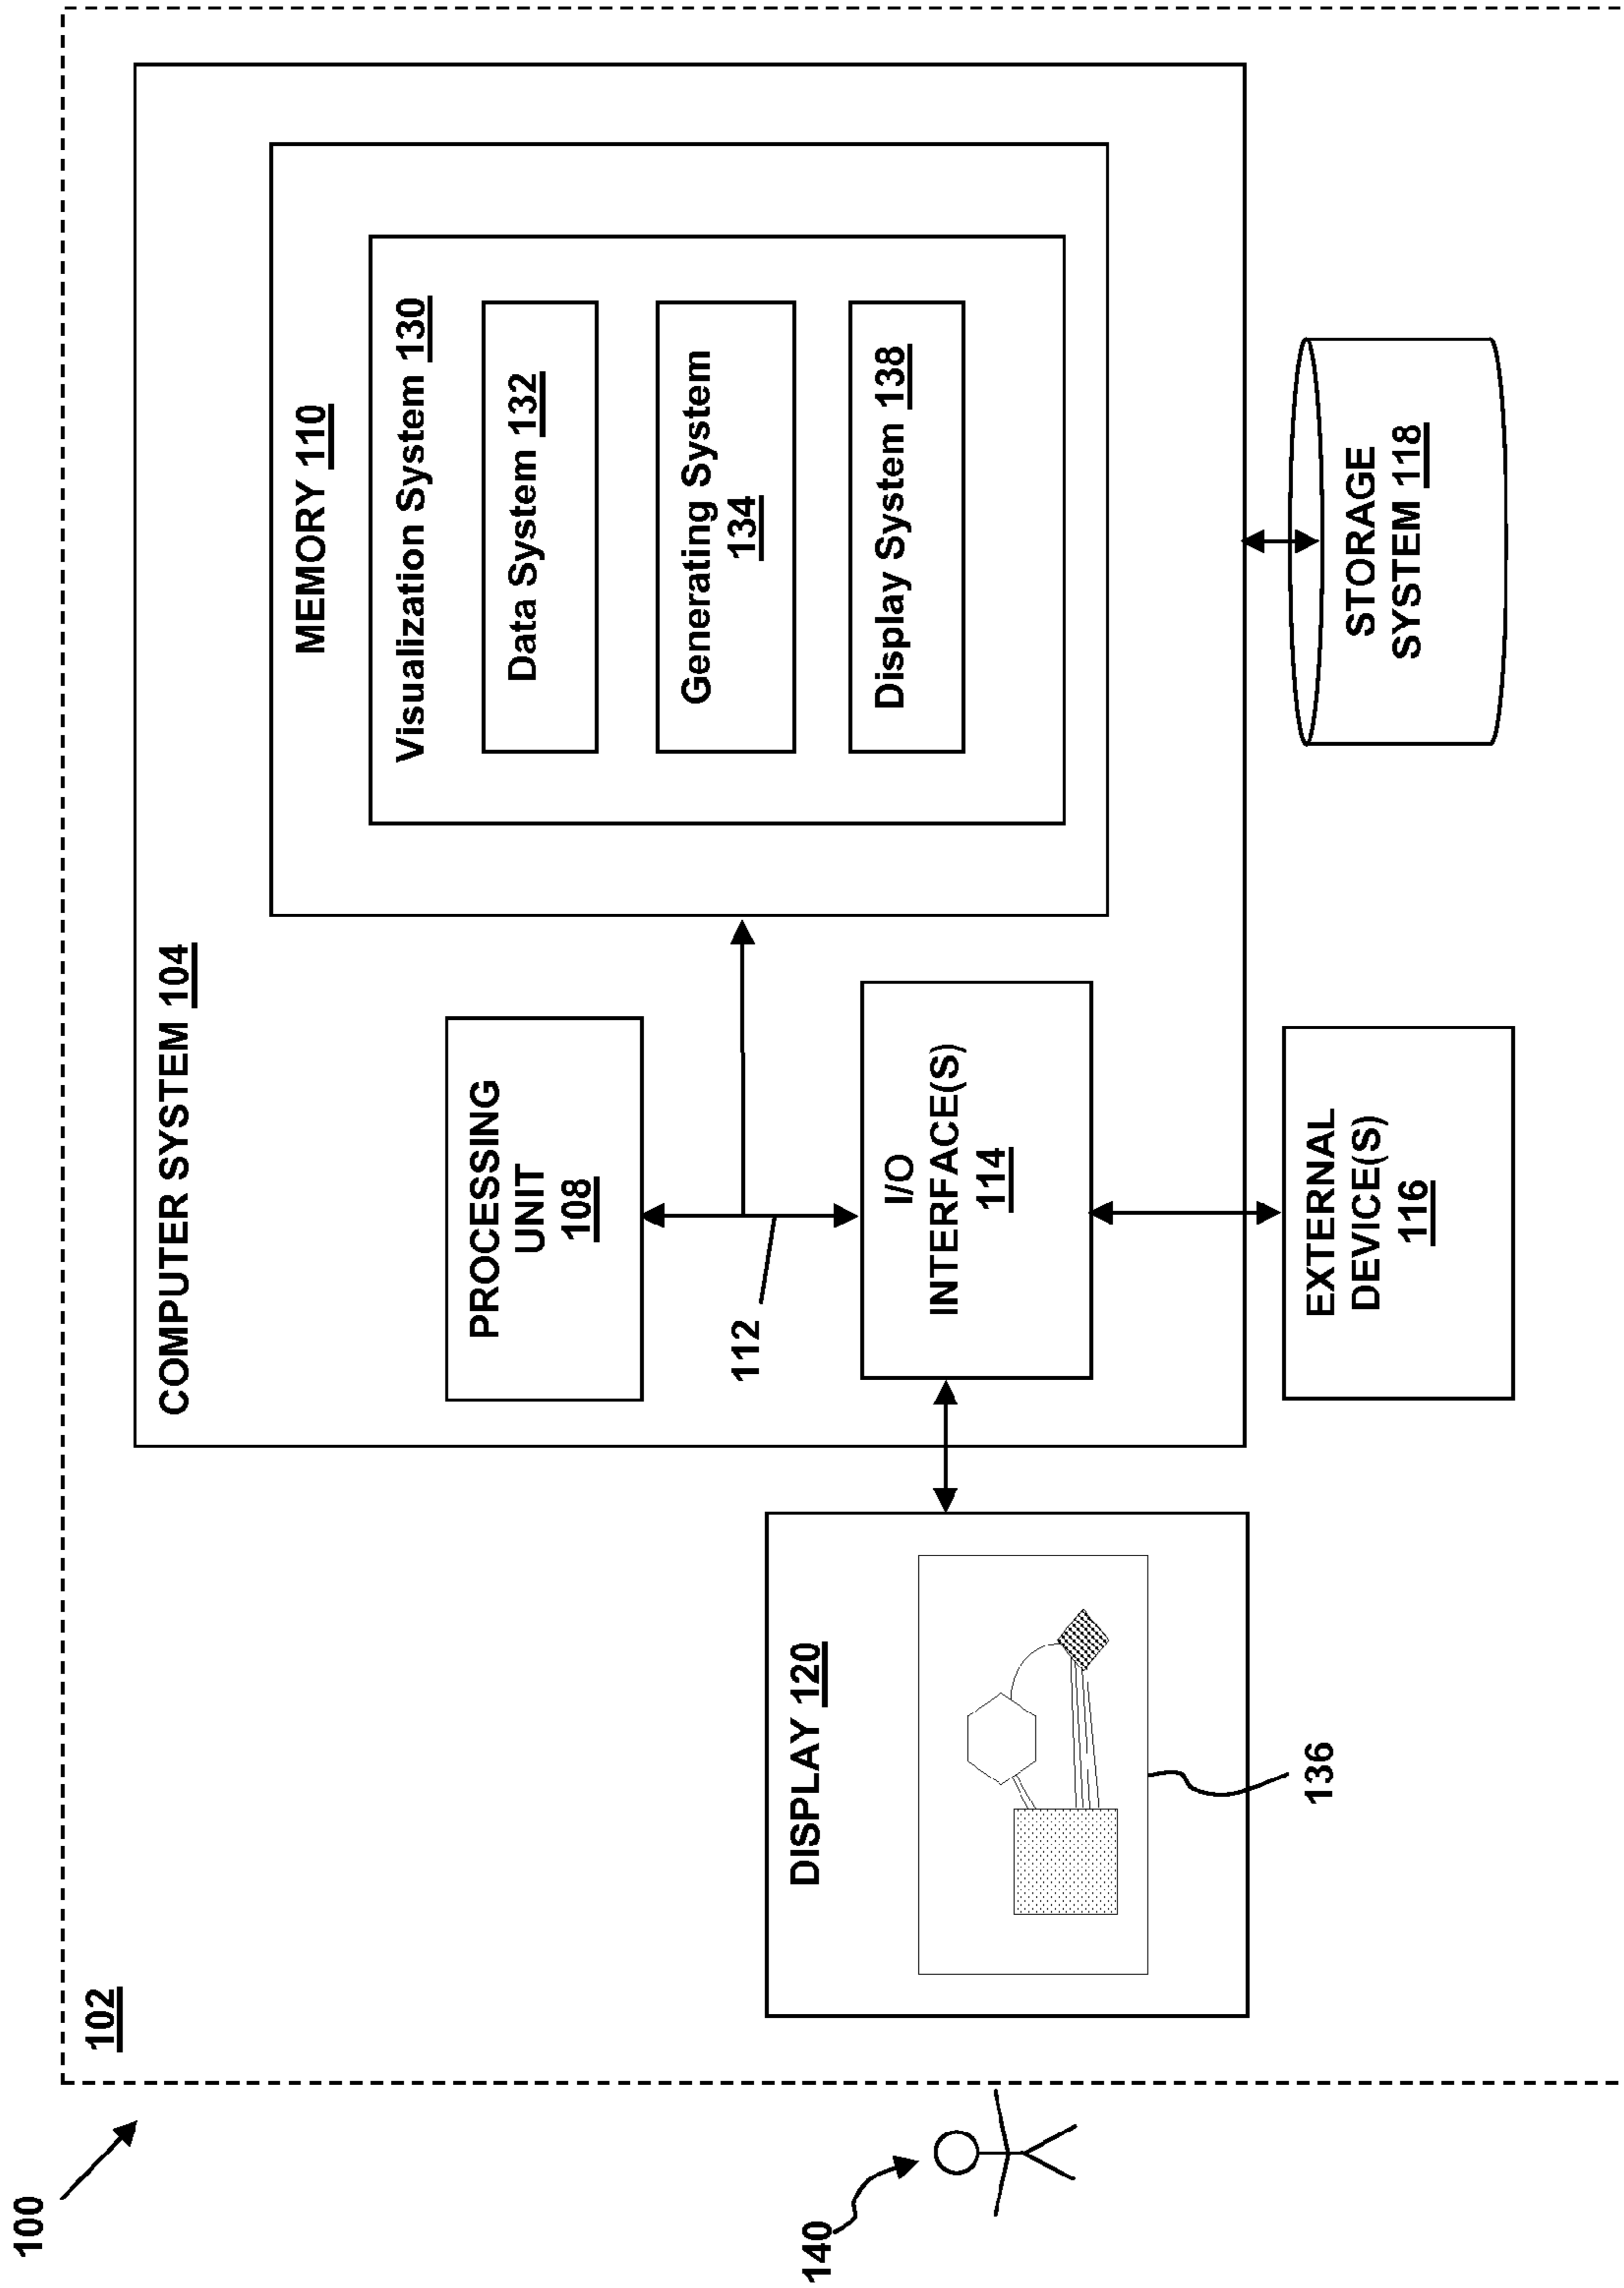 100
102
COMPUTER SYSTEM 104
MEMORY 110
Visualization System 130
Data System 132
Generating System
134
Display System 138
PROCESSING
UNIT
108
112
I/O
INTERFACE(S)
114
DISPLAY 120
136
140
EXTERNAL
DEVICE(S)
116
STORAGE
SYSTEM 118